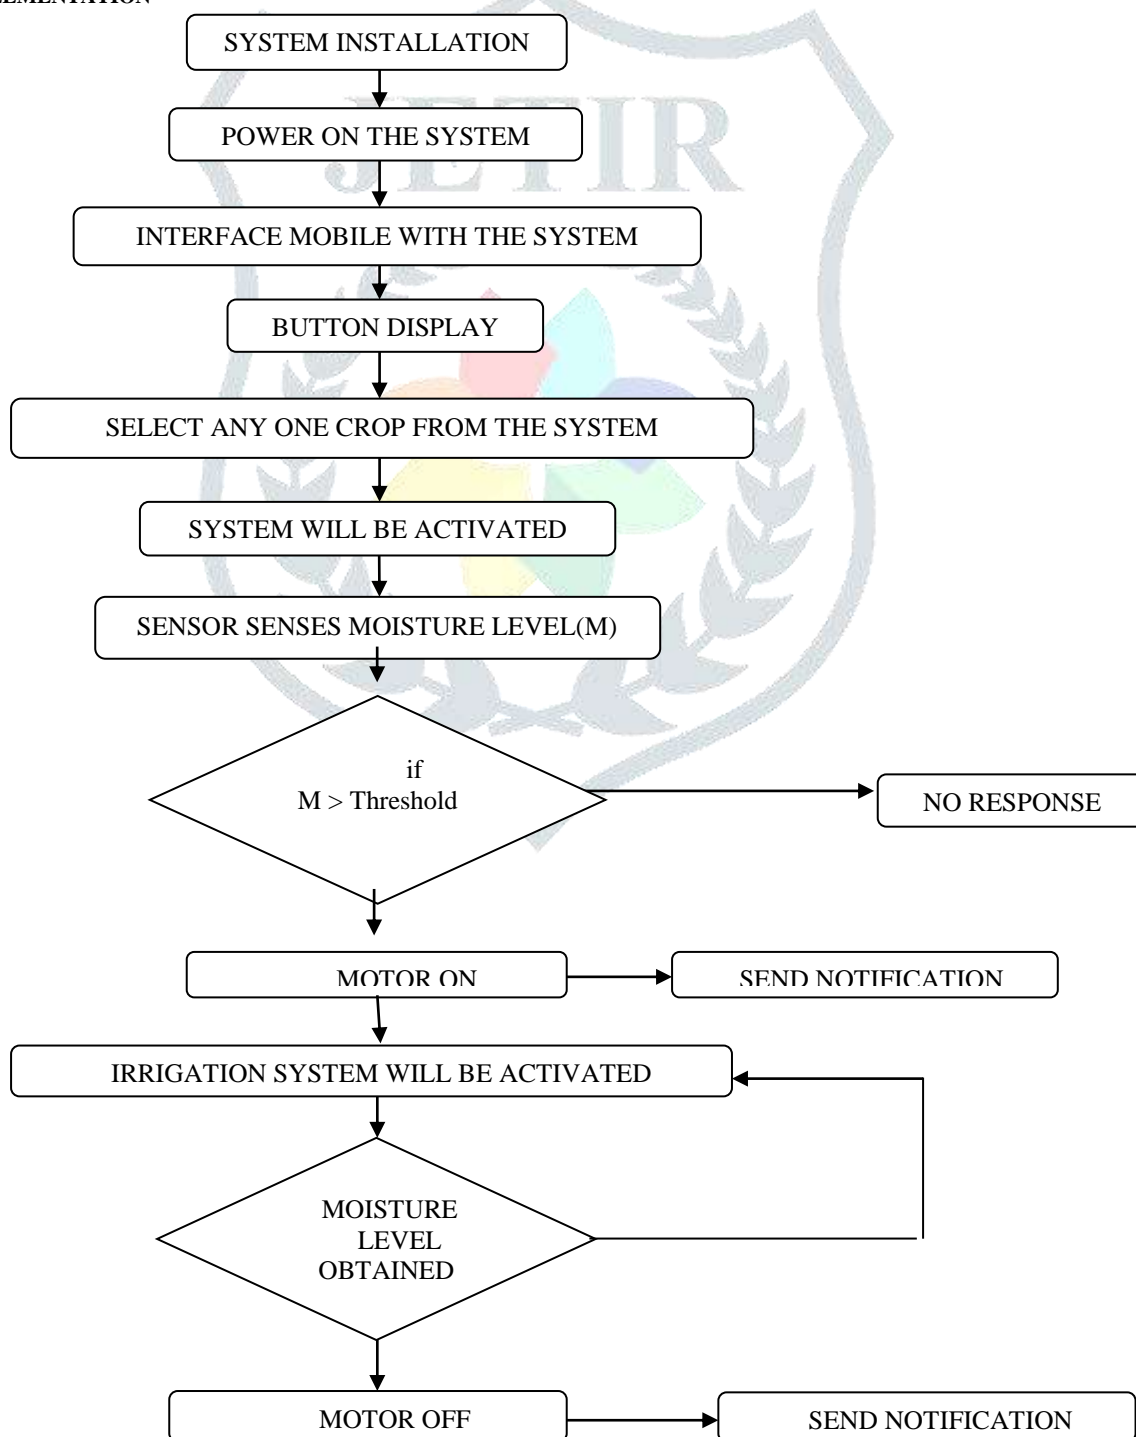 SYSTEM INSTALLATION
JETIR
POWER ON THE SYSTEM
INTERFACE MOBILE WITH THE SYSTEM
BUTTON DISPLAY
SELECT ANY ONE CROP FROM THE SYSTEM
SYSTEM WILL BE ACTIVATED
SENSOR SENSES MOISTURE LEVEL(M)
if
M > Threshold
NO RESPONSE
MOTOR ON
SEND NOTIFICATION
IRRIGATION SYSTEM WILL BE ACTIVATED
MOISTURE
LEVEL
OBTAINED
MOTOR OFF
SEND NOTIFICATION